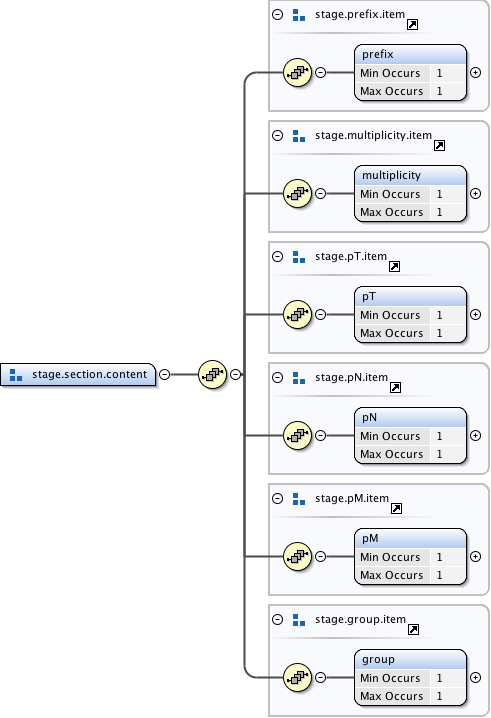 stage.prefix.item
prefix
Min Occurs 1
Max Occurs 1
stage.multiplicity.item
multiplicity
Min Occurs 1
Max Occurs 1
stage.pT.item
pT
Min Occurs 1
Max Occurs 1
stage.section.content
stage.pN.item
pN
Min Occurs 1
Max Occurs 1
stage.pM.item
pM
Min Occurs 1
Max Occurs 1
stage.group.item
group
Min Occurs 1
Max Occurs 1